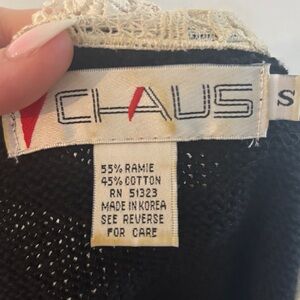 CHAUS
S
55% RAMIE
45% COTTON
RN 51323
MADE IN KOREA
SEE REVERSE
FOR CARE